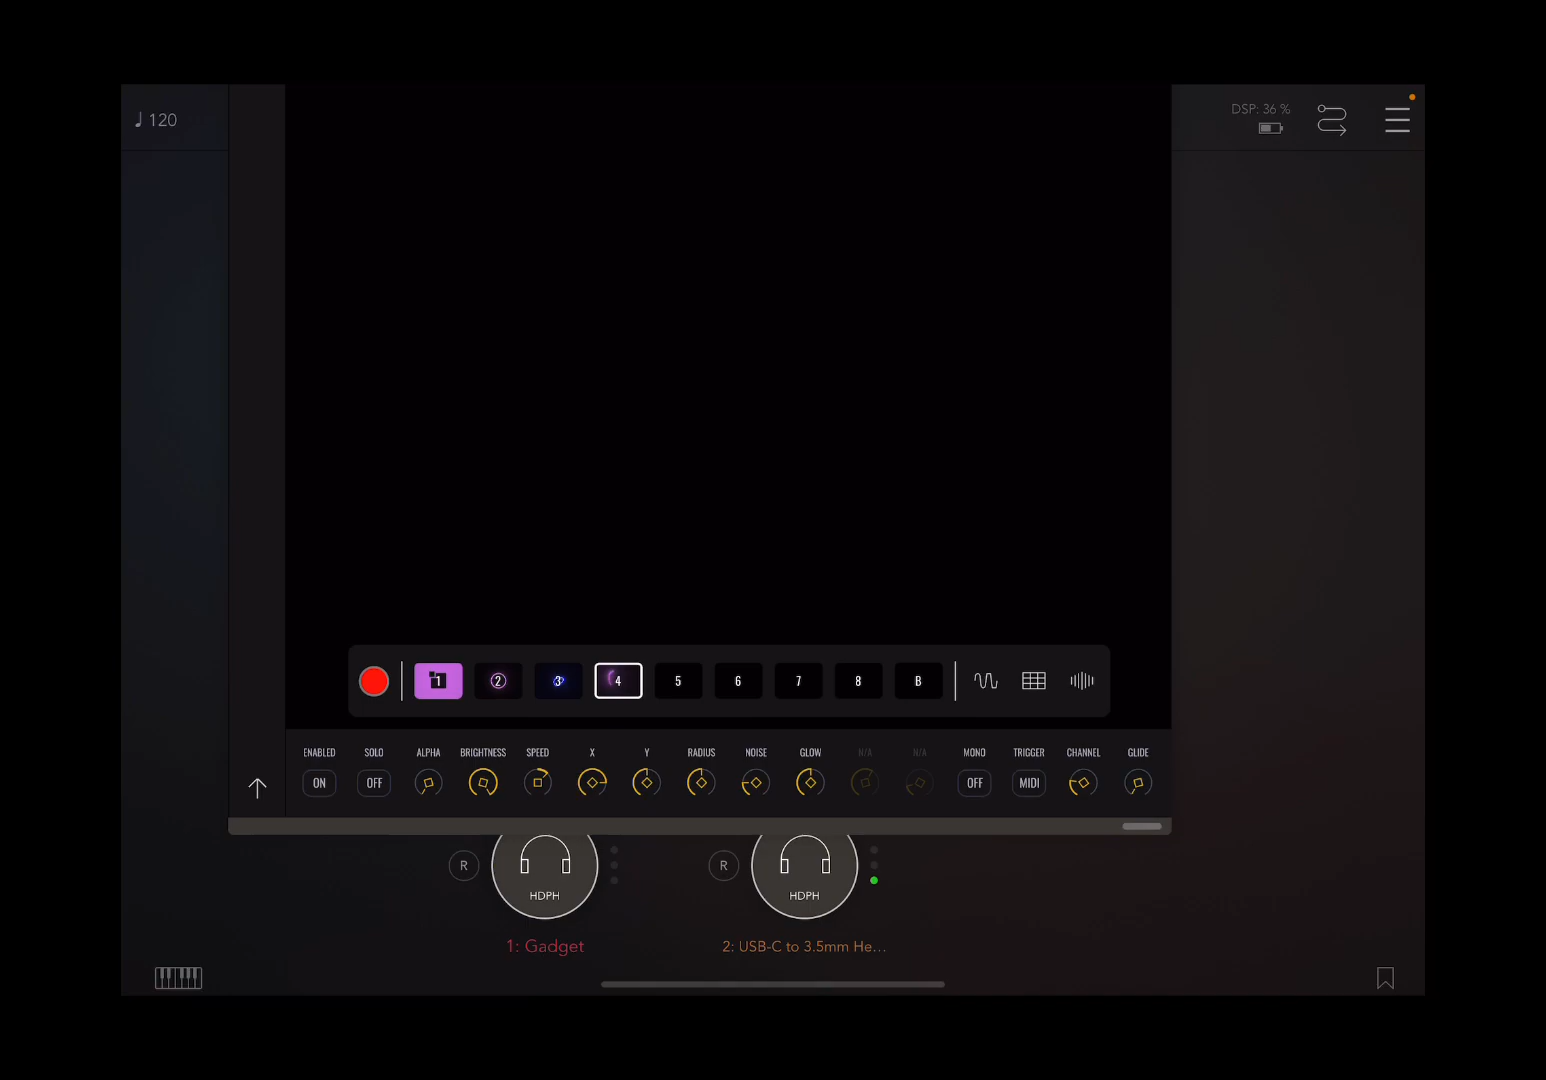 120
DSP: 36 %
1 2 3 4 5 6 7 8 B
ENABLED SOLO ALPHA BRIGHTNESS SPEED X Y RADIUS NOISE GLOW N/A N/A MONO TRIGGER CHANNEL GLIDE
ON OFF OFF MIDI
R HDPH R HDPH
1: Gadget 2: USB-C to 3.5mm He...